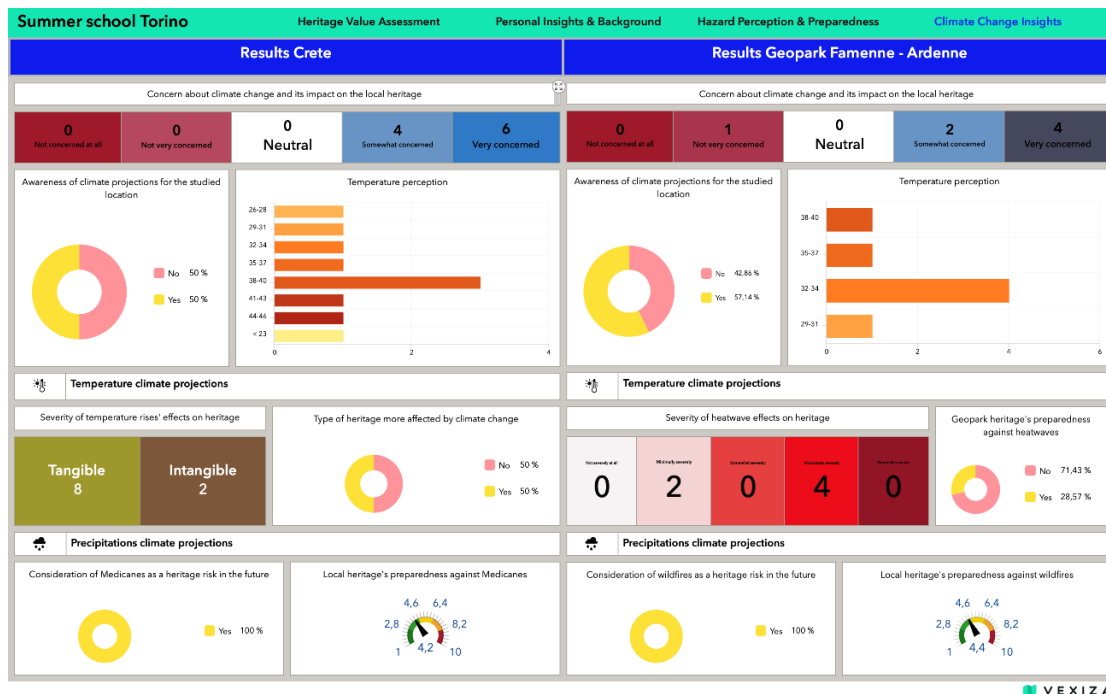 Summer school Torino
Heritage Value Assessment
Personal Insights & Background
Hazard Perception & Preparedness
Climate Change Insights
Results Crete
Results Geopark Famenne - Ardenne
Concern about climate change and its impact on the local heritage
0
Not concerned at all
0
Not very concerned
0
Neutral
4
Somewhat concerned
6
Very concerned
Concern about climate change and its impact on the local heritage
0
Not concerned at all
1
Not very concerned
0
Neutral
2
Somewhat concerned
4
Very concerned
Awareness of climate projections for the studied
location
No 50 %
Yes 50 %
Temperature perception
26-28
29-31
32-34
35-37
38-40
41-43
44-46
< 23
0 2 4
Awareness of climate projections for the studied
location
No 42,86 %
Yes 57,14 %
Temperature perception
38-40
35-37
32-34
29-31
0 2 4 6
Temperature climate projections
Temperature climate projections
Severity of temperature rises' effects on heritage
Tangible
8
Intangible
2
Type of heritage more affected by climate change
No 50 %
Yes 50 %
Severity of heatwave effects on heritage
Not severely at all
0
Minimally severely
2
Somewhat severely
0
Moderately severely
4
0
Geopark heritage's preparedness
against heatwaves
No 71,43 %
Yes 28,57 %
Precipitations climate projections
Precipitations climate projections
Consideration of Medicanes as a heritage risk in the future
Yes 100 %
Local heritage's preparedness against Medicanes
4,6 6,4
2,8 8,2
1 4,2 10
Consideration of wildfires as a heritage risk in the future
Yes 100 %
Local heritage's preparedness against wildfires
4,6 6,4
2,8 8,2
1 4,4 10
VEXIZA